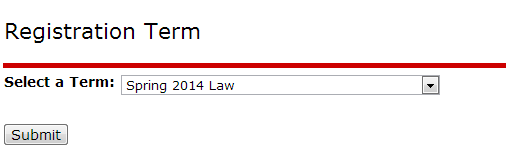 Registration Term
Select a Term: Spring 2014 Law
Submit